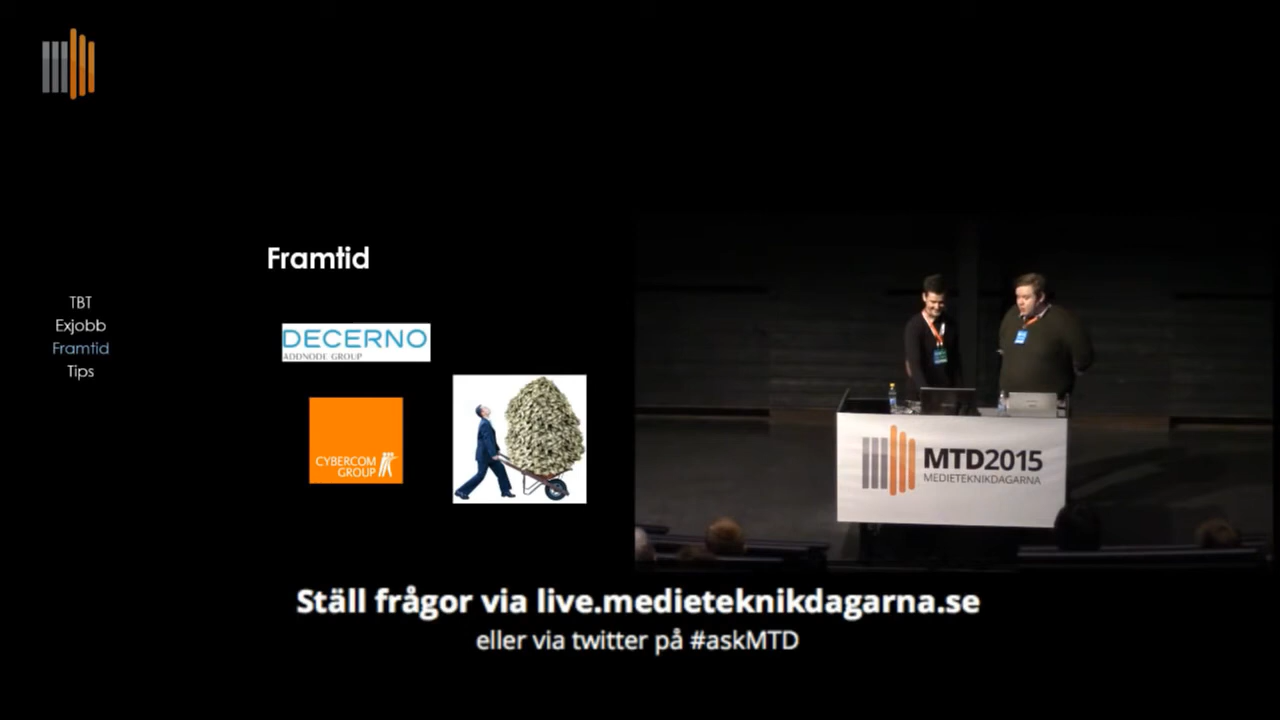 Framtid
TBT
Exjobb
Framtid
Tips
DECERNO
ADDNODE GROUP
CYBERCOM
GROUP
MTD2015
MEDIETEKNIKDAGARNA
Ställ frågor via live.medieteknikdagarna.se
eller via twitter på #askMTD